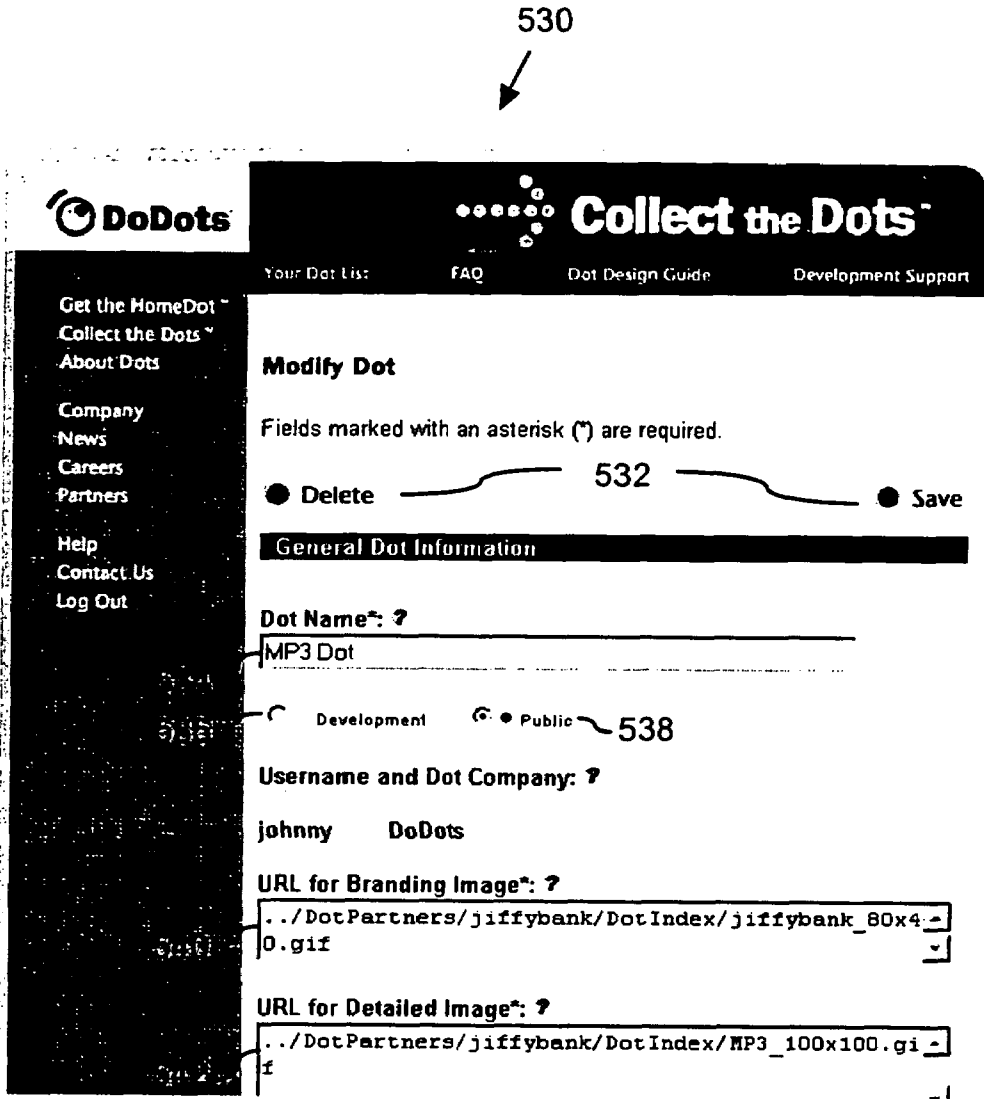 530
DoDots
Collect the Dots™
Your Dot List FAQ Dot Design Guide Development Support
Get the HomeDot™
Collect the Dots™
About Dots
Company
News
Careers
Partners
Help
Contact Us
Log Out
Modify Dot
Fields marked with an asterisk (*) are required.
532
Delete Save
General Dot Information
Dot Name*: ?
MP3 Dot
Development Public 538
Username and Dot Company: ?
johnny DoDots
URL for Branding Image*: ?
../DotPartners/jiffybank/DotIndex/jiffybank_80x4
0.gif
URL for Detailed Image*: ?
../DotPartners/jiffybank/DotIndex/MP3_100x100.gi
f